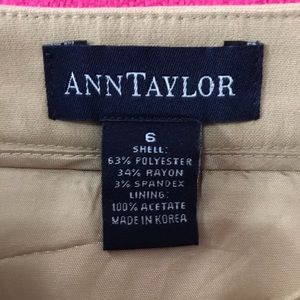 ANNTAYLOR
6
SHELL:
63% POLYESTER
34% RAYON
3% SPANDEX
LINING:
100% ACETATE
MADE IN KOREA